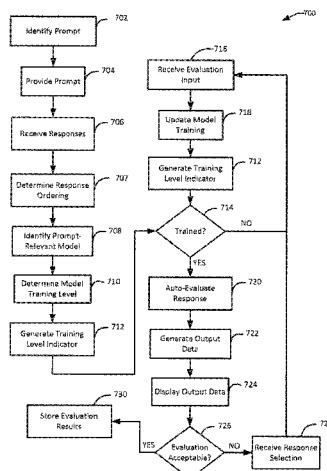 700
702
Identify Prompt
704
Provide Prompt
706
Receive Responses
707
Determine Response
Ordering
708
Identify Prompt-
Relevant Model
710
Determine Model
Training Level
712
Generate Training
Level Indicator
716
Receive Evaluation
Input
718
Update Model
Training
712
Generate Training
Level Indicator
714
Trained?
NO
YES
720
Auto-Evaluate
Response
722
Generate Output
Data
724
Display Output Data
726
Evaluation
Acceptable?
YES
NO
730
Store Evaluation
Results
Receive Response
Selection